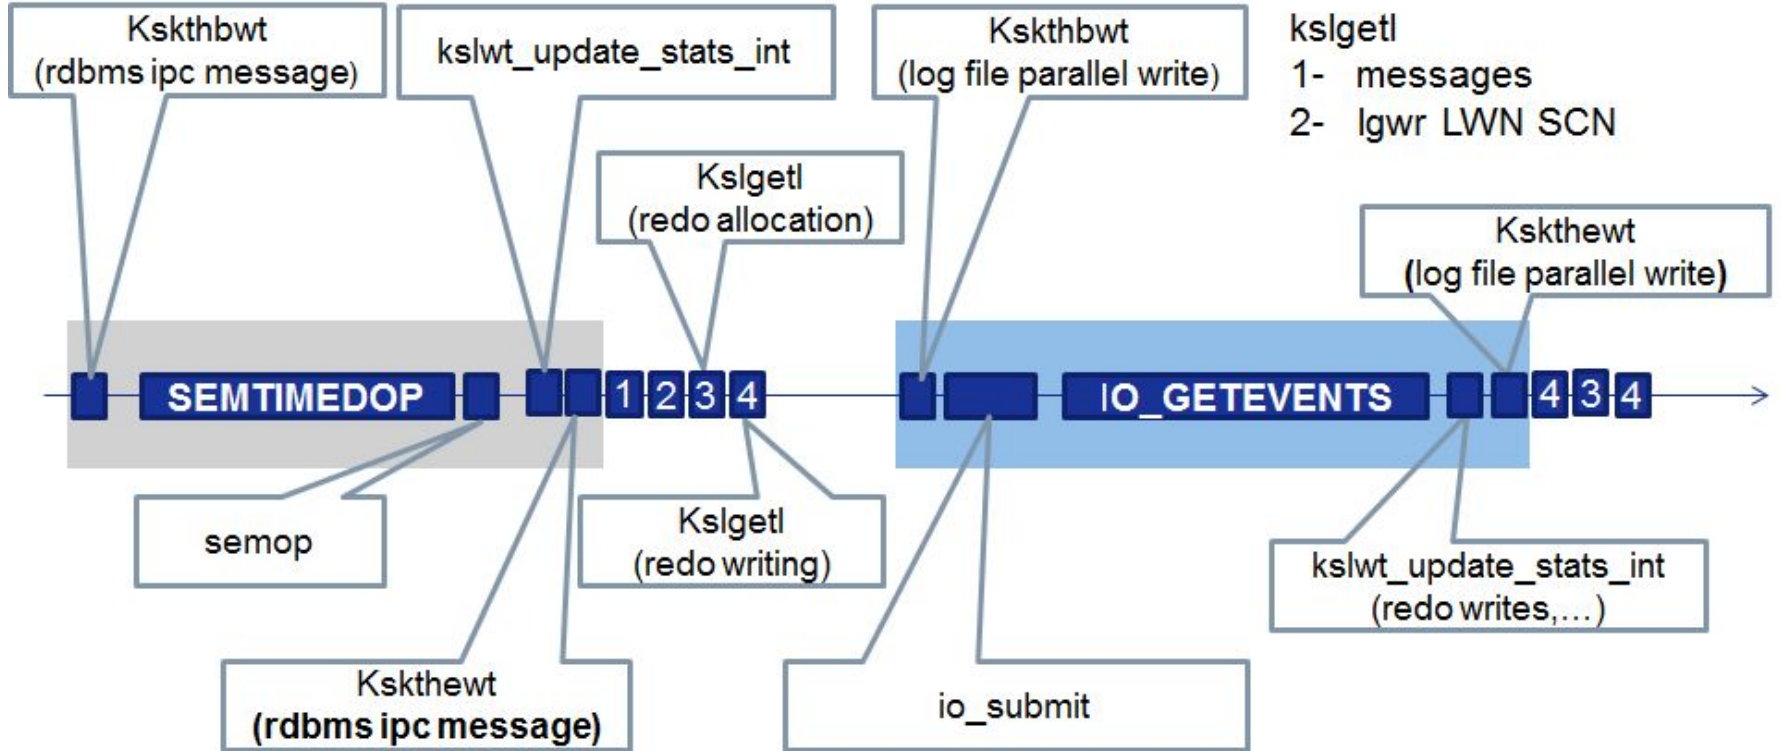 Kskthbwt
(rdbms ipc message)
kslwt_update_stats_int
Kskthbwt
(log file parallel write)
kslgetl
1- messages
2- lgwr LWN SCN
Kslgetl
(redo allocation)
Kskthewt
(log file parallel write)
SEMTIMEDOP
1
2
3
4
IO_GETEVENTS
4
3
4
semop
Kslgetl
(redo writing)
kslwt_update_stats_int
(redo writes,...)
Kskthewt
(rdbms ipc message)
io_submit